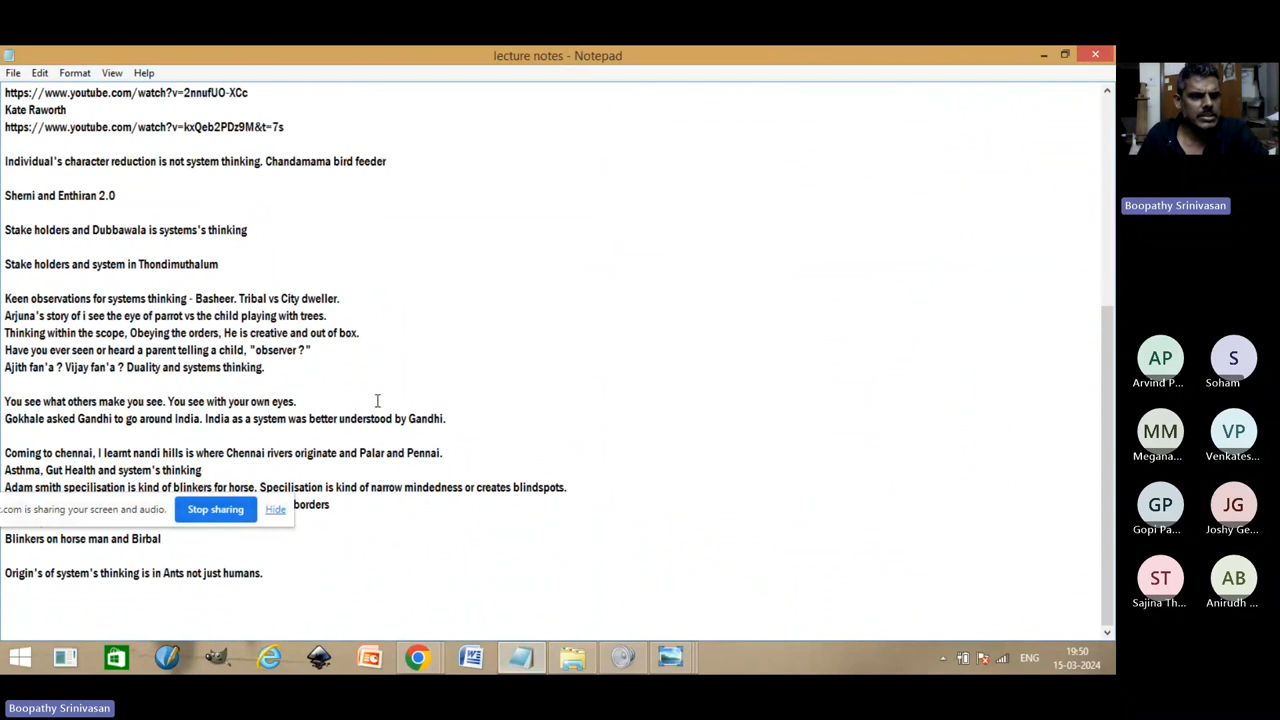 lecture notes - Notepad
File Edit Format View Help
https://www.youtube.com/watch?v=2nnufUO-XCc
Kate Raworth
https://www.youtube.com/watch?v=kxQeb2PDz9M&t=7s
Individual's character reduction is not system thinking. Chandamama bird feeder
Sherni and Enthiran 2.0
Stake holders and Dubbawala is systems's thinking
Stake holders and system in Thondimuthalum
Keen observations for systems thinking - Basheer. Tribal vs City dweller.
Arjuna's story of i see the eye of parrot vs the child playing with trees.
Thinking within the scope, Obeying the orders, He is creative and out of box.
Have you ever seen or heard a parent telling a child, "observer ?"
Ajith fan'a ? Vijay fan'a ? Duality and systems thinking.
You see what others make you see. You see with your own eyes.
Gokhale asked Gandhi to go around India. India as a system was better understood by Gandhi.
Coming to chennai, I learnt nandi hills is where Chennai rivers originate and Palar and Pennai.
Asthma, Gut Health and system's thinking
Adam smith specilisation is kind of blinkers for horse. Specilisation is kind of narrow mindedness or creates blindspots.
borders
.com is sharing your screen and audio. Stop sharing Hide
Blinkers on horse man and Birbal
Origin's of system's thinking is in Ants not just humans.
ENG
19:50
15-03-2024
Boopathy Srinivasan
AP S
Arvind P... Soham
MM VP
Megana... Venkates...
GP JG
Gopi Pa... Joshy Ge...
ST AB
Sajina Th... Anirudh ...
Boopathy Srinivasan